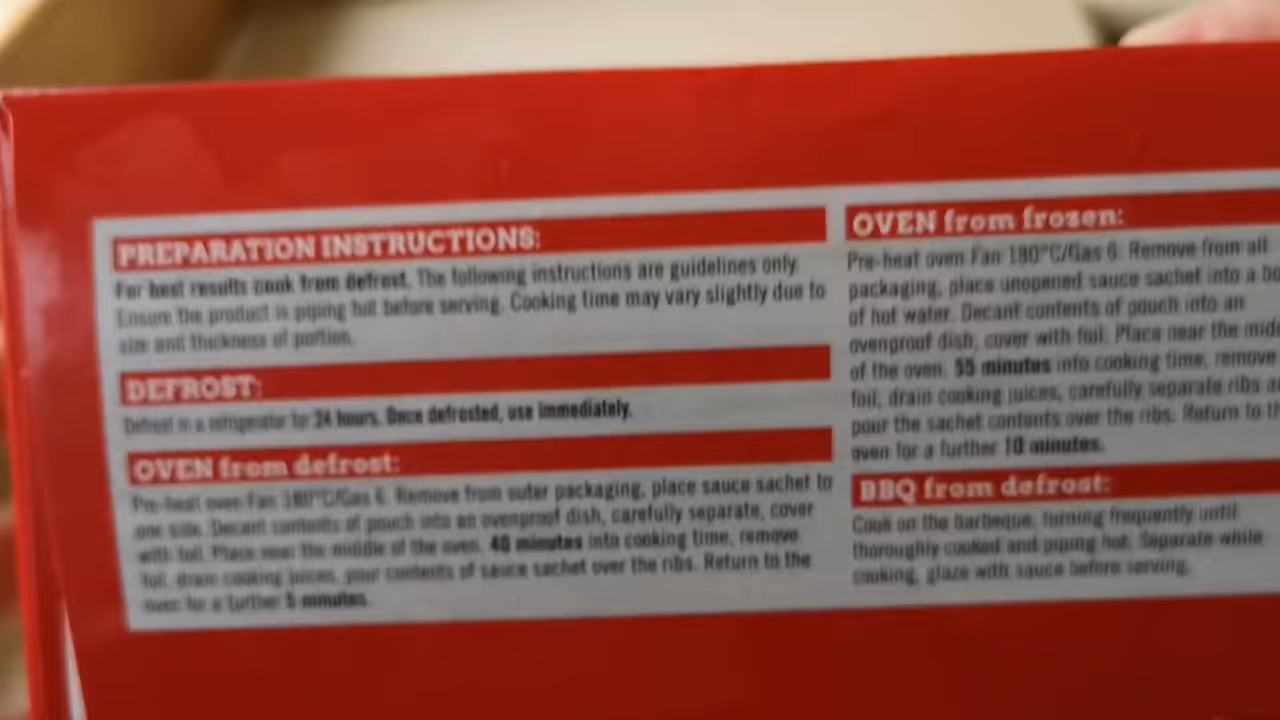 PREPARATION INSTRUCTIONS:
For best results cook from defrost. The following instructions are guidelines only.
Ensure the product is piping hot before serving. Cooking time may vary slightly due to
size and thickness of portion.
DEFROST:
Defrost in a refrigerator for 24 hours. Once defrosted, use immediately.
OVEN from defrost:
Pre-heat oven Fan 180°C/Gas 6. Remove from outer packaging, place sauce sachet to
one side. Decant contents of pouch into an ovenproof dish, carefully separate, cover
with foil. Place near the middle of the oven. 40 minutes into cooking time, remove
foil, drain cooking juices, pour contents of sauce sachet over the ribs. Return to the
oven for a further 5 minutes.
OVEN from frozen:
Pre-heat oven Fan 180°C/Gas 6. Remove from all
packaging, place unopened sauce sachet into a
of hot water. Decant contents of pouch into an
ovenproof dish, cover with foil. Place near the
of the oven. 55 minutes into cooking time, remove
foil, drain cooking juices, carefully separate ribs
pour the sachet contents over the ribs. Return to
oven for a further 10 minutes.
BBQ from defrost:
Cook on the barbeque, turning frequently until
thoroughly cooked and piping hot. Separate while
cooking, glaze with sauce before serving.